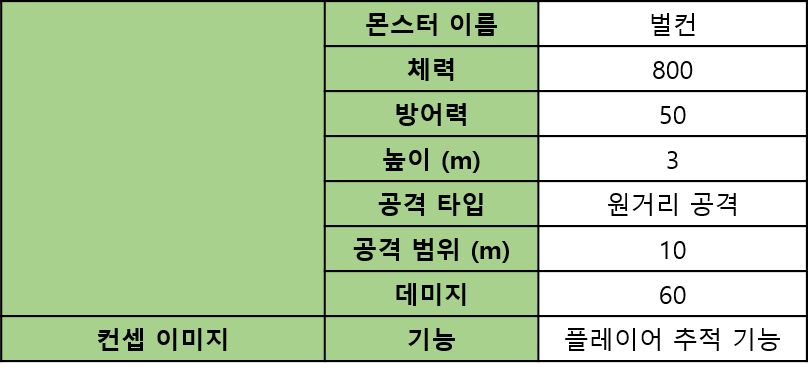 몬스터 이름 벌컨
체력 800
방어력 50
높이 (m) 3
공격 타입 원거리 공격
공격 범위 (m) 10
데미지 60
컨셉 이미지 기능 플레이어 추적 기능